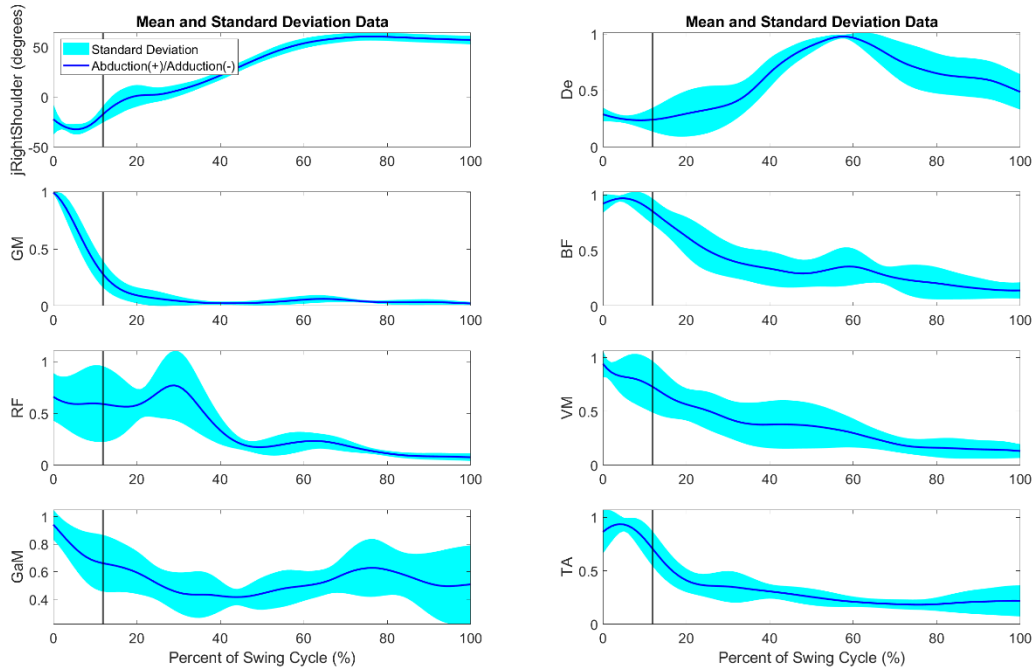 Mean and Standard Deviation Data
jRightShoulder (degrees)
50
0
-50
Standard Deviation
Abduction(+)/Adduction(-)
0 20 40 60 80 100
Mean and Standard Deviation Data
De
1
0.5
0
0 20 40 60 80 100
GM
1
0.5
0
0 20 40 60 80 100
BF
1
0.5
0
0 20 40 60 80 100
RF
1
0.5
0
0 20 40 60 80 100
VM
1
0.5
0
0 20 40 60 80 100
GaM
1
0.8
0.6
0.4
0 20 40 60 80 100
Percent of Swing Cycle (%)
TA
1
0.5
0
0 20 40 60 80 100
Percent of Swing Cycle (%)